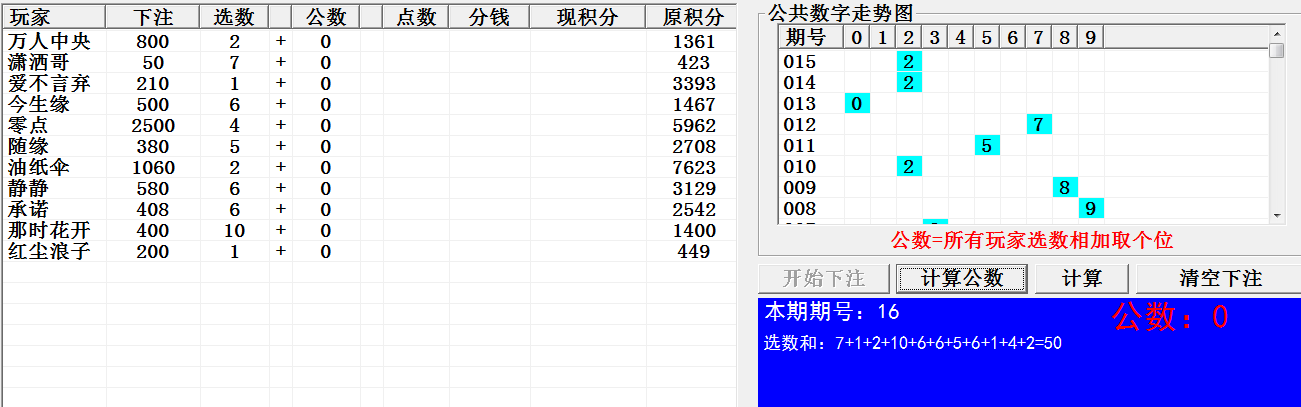 玩家 下注 选数 公数 点数 分钱 现积分 原积分
万人中央 800 2 + 0 1361
潇洒哥 50 7 + 0 423
爱不言弃 210 1 + 0 3393
今生缘 500 6 + 0 1467
零点 2500 4 + 0 5962
随缘 380 5 + 0 2708
油纸伞 1060 2 + 0 7623
静静 580 6 + 0 3129
承诺 408 6 + 0 2542
那时花开 400 10 + 0 1400
红尘浪子 200 1 + 0 449
公共数字走势图
期号 0 1 2 3 4 5 6 7 8 9
015 2
014 2
013 0
012 7
011 5
010 2
009 8
008 9
公数=所有玩家选数相加取个位
开始下注 计算公数 计算 清空下注
本期期号：16 公数：0
选数和：7+1+2+10+6+6+5+6+1+4+2=50